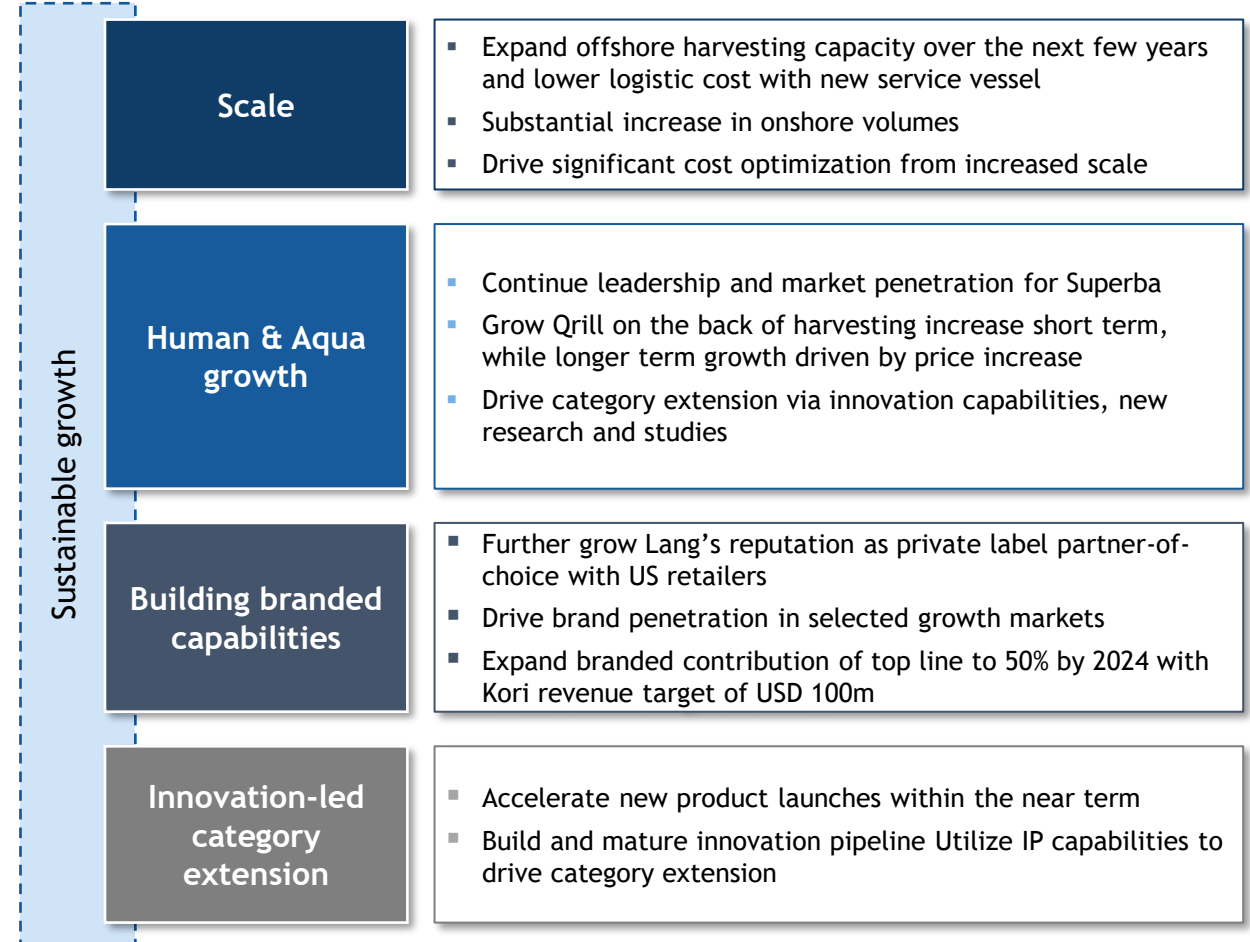 Sustainable growth
Scale
▪ Expand offshore harvesting capacity over the next few years
and lower logistic cost with new service vessel
▪ Substantial increase in onshore volumes
▪ Drive significant cost optimization from increased scale
Human & Aqua
growth
▪ Continue leadership and market penetration for Superba
▪ Grow Qrill on the back of harvesting increase short term,
while longer term growth driven by price increase
▪ Drive category extension via innovation capabilities, new
research and studies
Building branded
capabilities
▪ Further grow Lang’s reputation as private label partner-of-
choice with US retailers
▪ Drive brand penetration in selected growth markets
▪ Expand branded contribution of top line to 50% by 2024 with
Kori revenue target of USD 100m
Innovation-led
category
extension
▪ Accelerate new product launches within the near term
▪ Build and mature innovation pipeline Utilize IP capabilities to
drive category extension